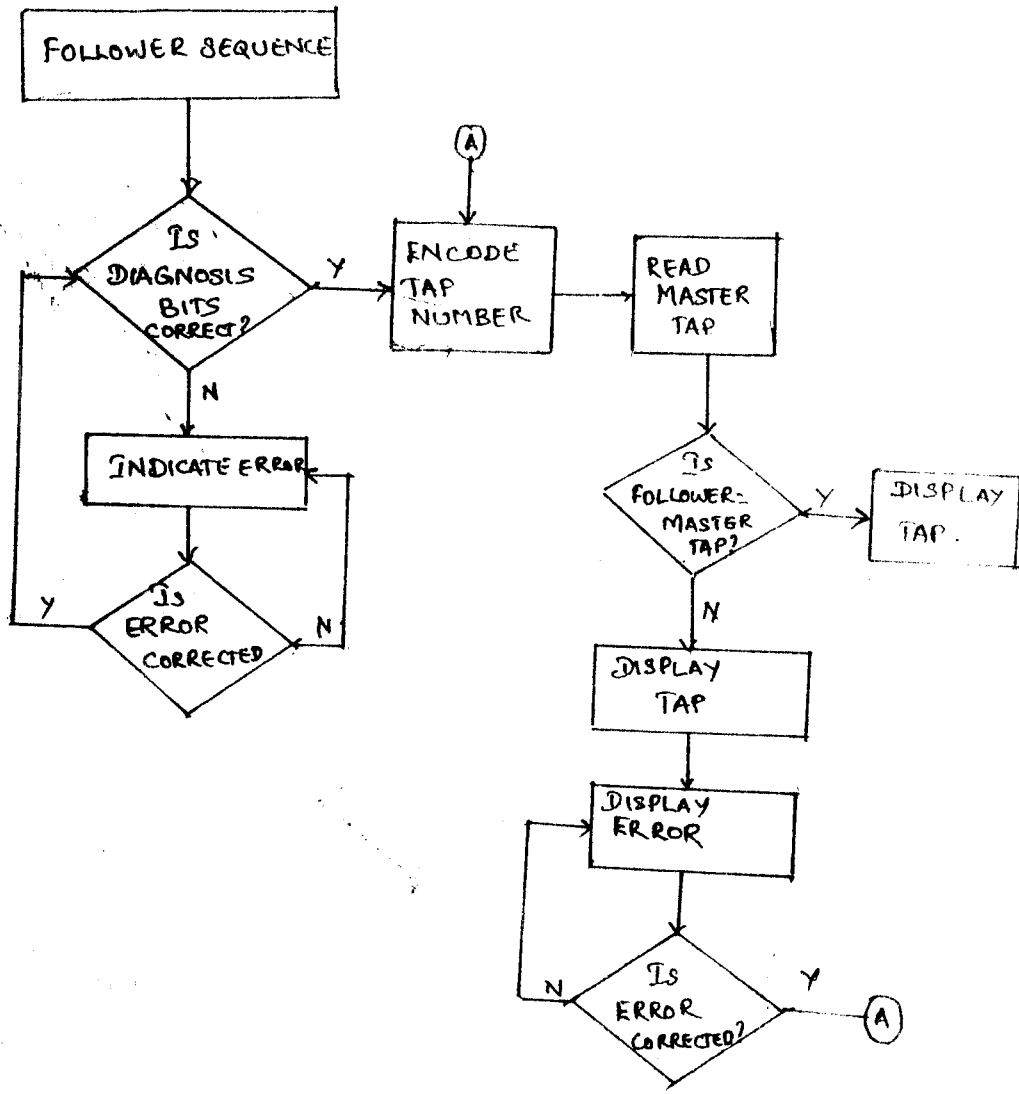 FOLLOWER SEQUENCE
Is
DIAGNOSIS
BITS
CORRECT?
Y
N
INDICATE ERROR
Is
ERROR
CORRECTED
Y
N
A
ENCODE
TAP
NUMBER
READ
MASTER
TAP
Is
FOLLOWER=
MASTER
TAP?
Y
DISPLAY
TAP.
N
DISPLAY
TAP
DISPLAY
ERROR
Is
ERROR
CORRECTED?
N
Y
A